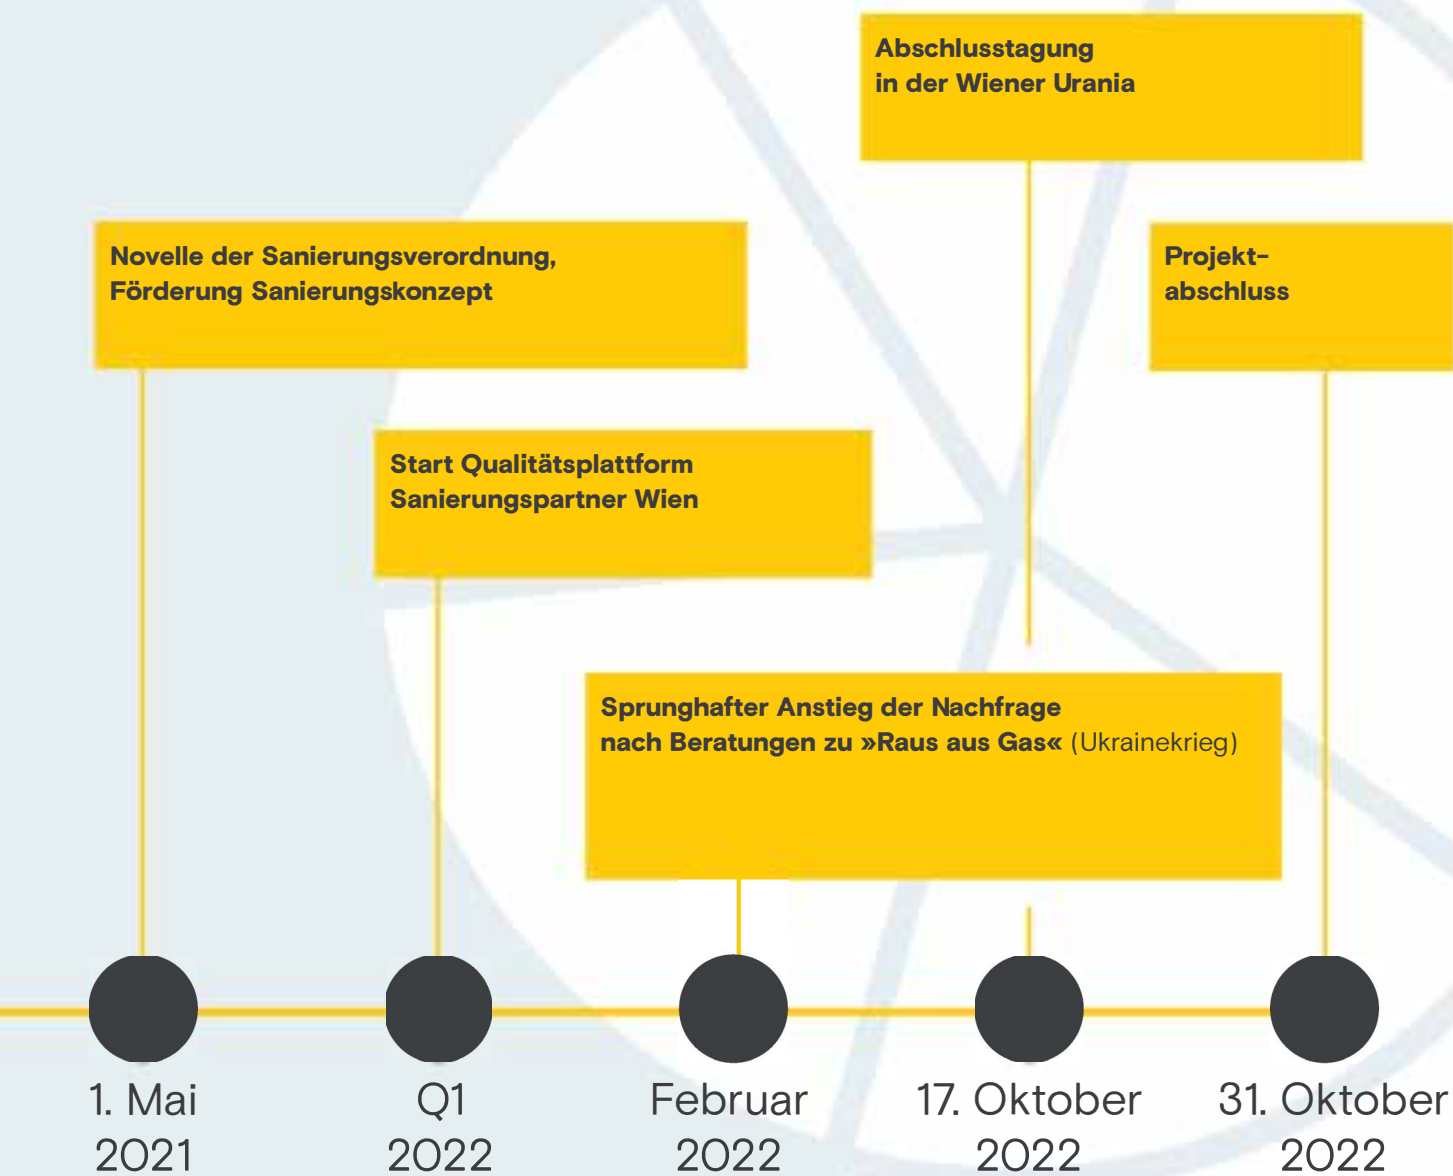 Abschlusstagung
in der Wiener Urania
Novelle der Sanierungsverordnung,
Förderung Sanierungskonzept
Projekt-
abschluss
Start Qualitätsplattform
Sanierungspartner Wien
Sprunghafter Anstieg der Nachfrage
nach Beratungen zu »Raus aus Gas« (Ukrainekrieg)
1. Mai
2021
Q1
2022
Februar
2022
17. Oktober
2022
31. Oktober
2022